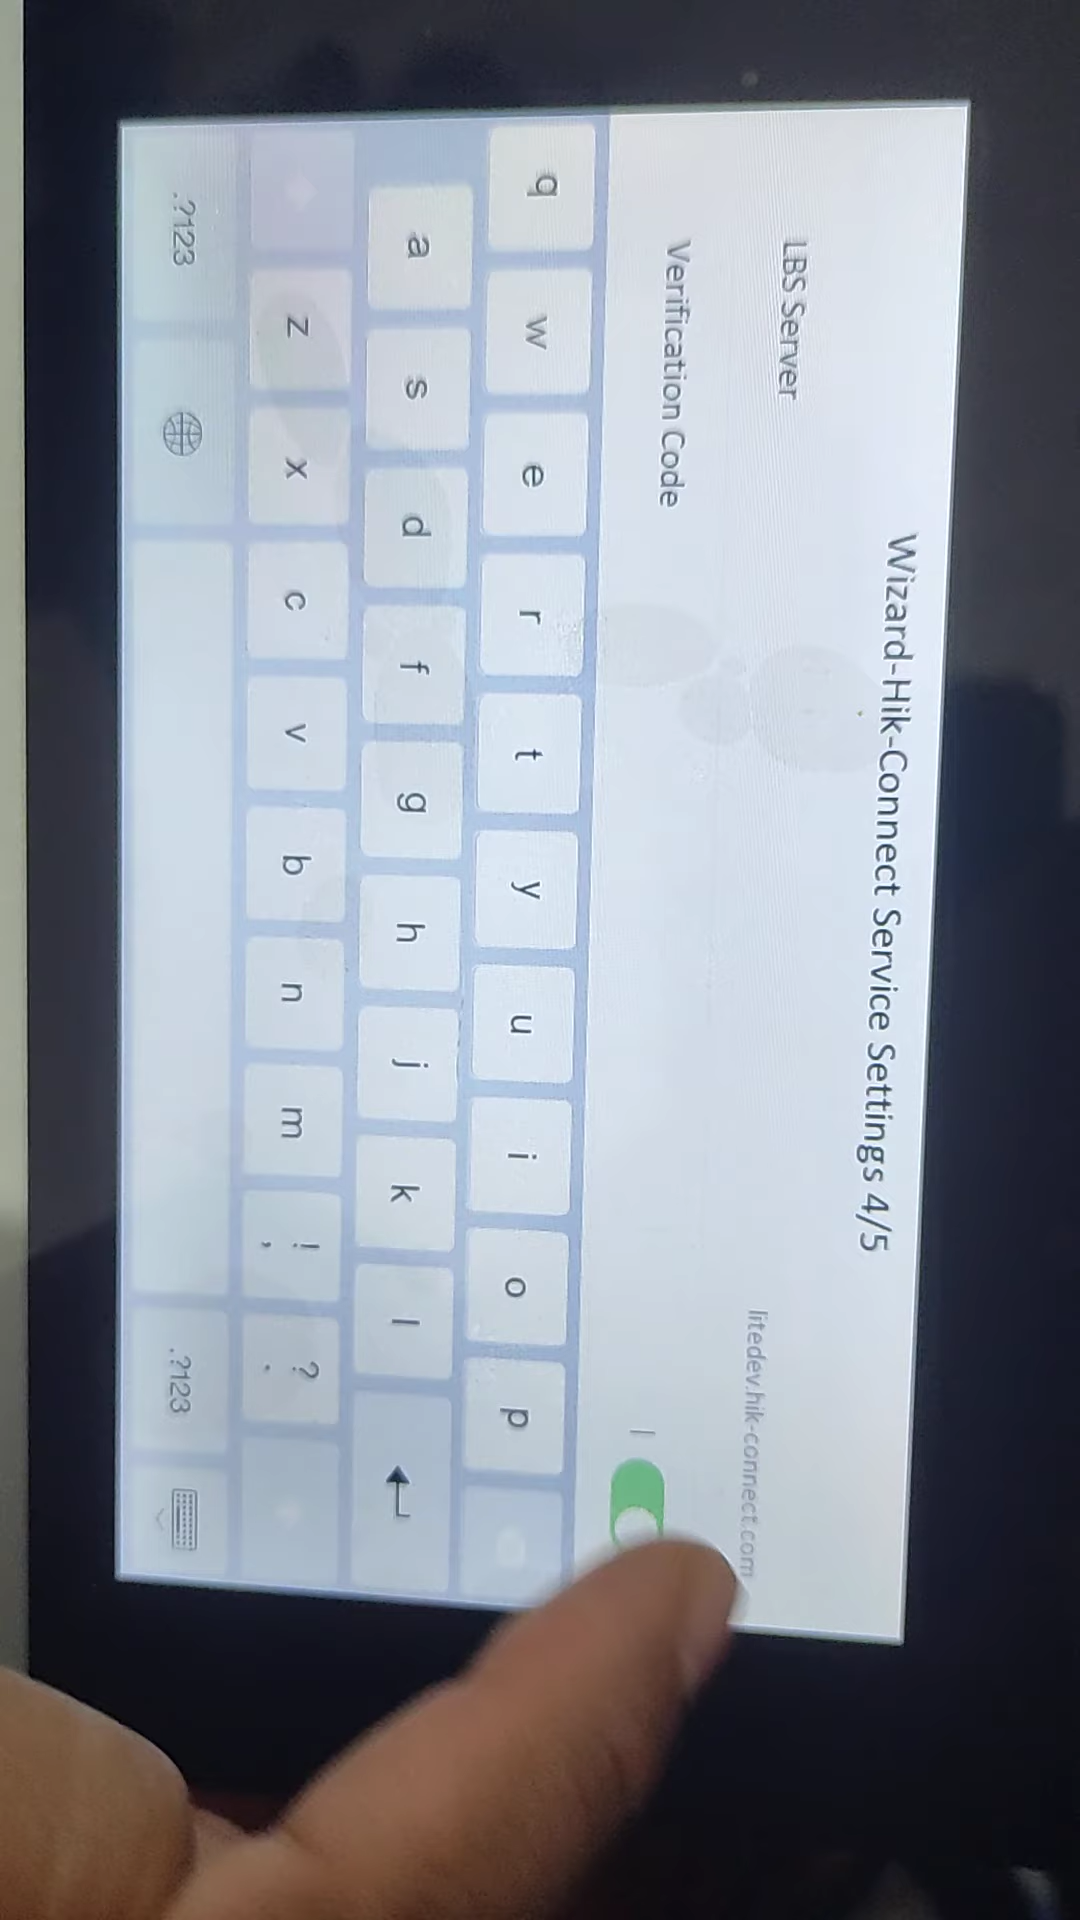 Wizard-Hik-Connect Service Settings 4/5
LBS Server
litedev.hik-connect.com
Verification Code
q w e r t y u i o p
a s d f g h j k l
z x c v b n m ! , ? .
.?123 .?123